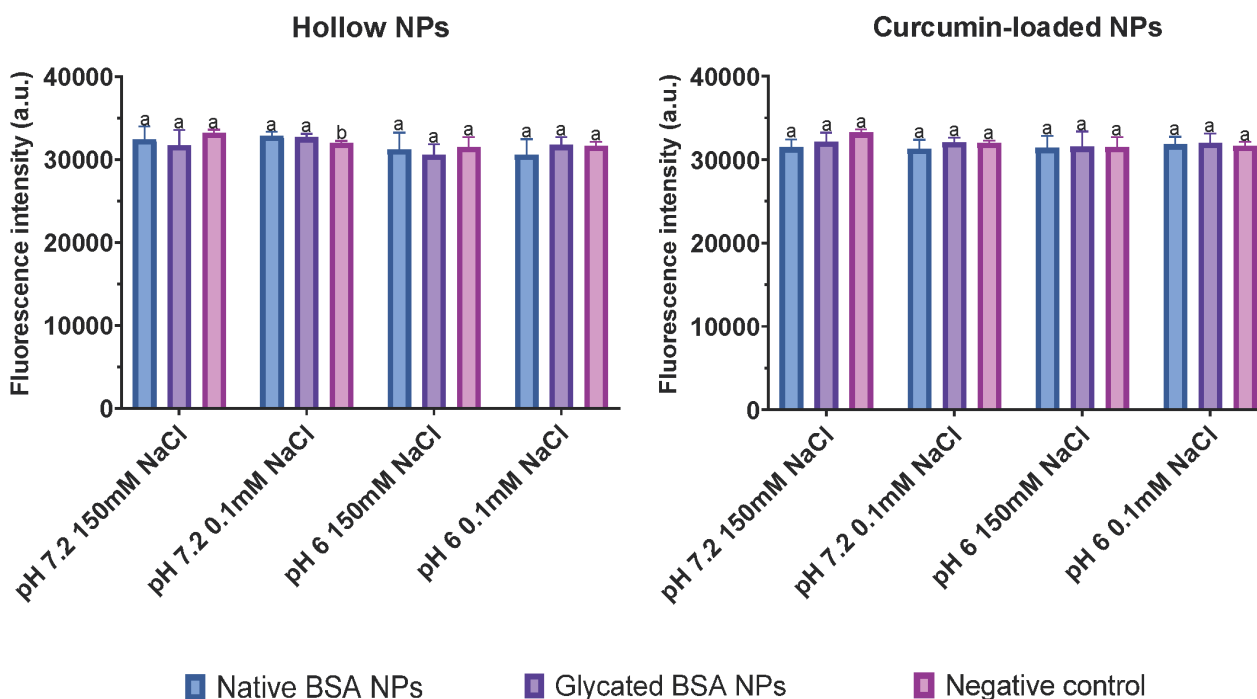 Hollow NPs
Fluorescence intensity (a.u.)
40000
30000
20000
10000
0
a a a a a b a a a a a a
pH 7.2 150mM NaCl
pH 7.2 0.1mM NaCl
pH 6 150mM NaCl
pH 6 0.1mM NaCl
Curcumin-loaded NPs
Fluorescence intensity (a.u.)
40000
30000
20000
10000
0
a a a a a a a a a a a a
pH 7.2 150mM NaCl
pH 7.2 0.1mM NaCl
pH 6 150mM NaCl
pH 6 0.1mM NaCl
Native BSA NPs Glycated BSA NPs Negative control